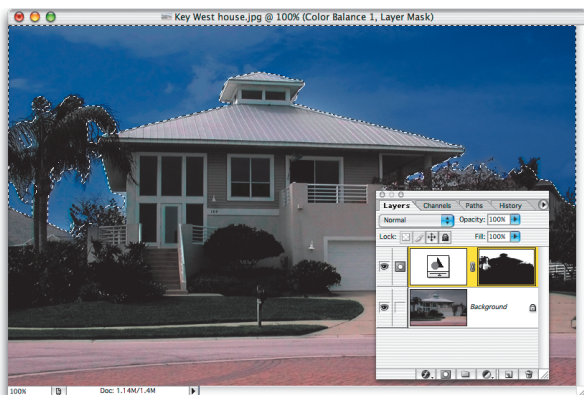 Key West house.jpg @ 100% (Color Balance 1, Layer Mask)
Layers Channels Paths History
Normal Opacity: 100%
Lock: Fill: 100%
Background
100% Doc: 1.14M/1.4M